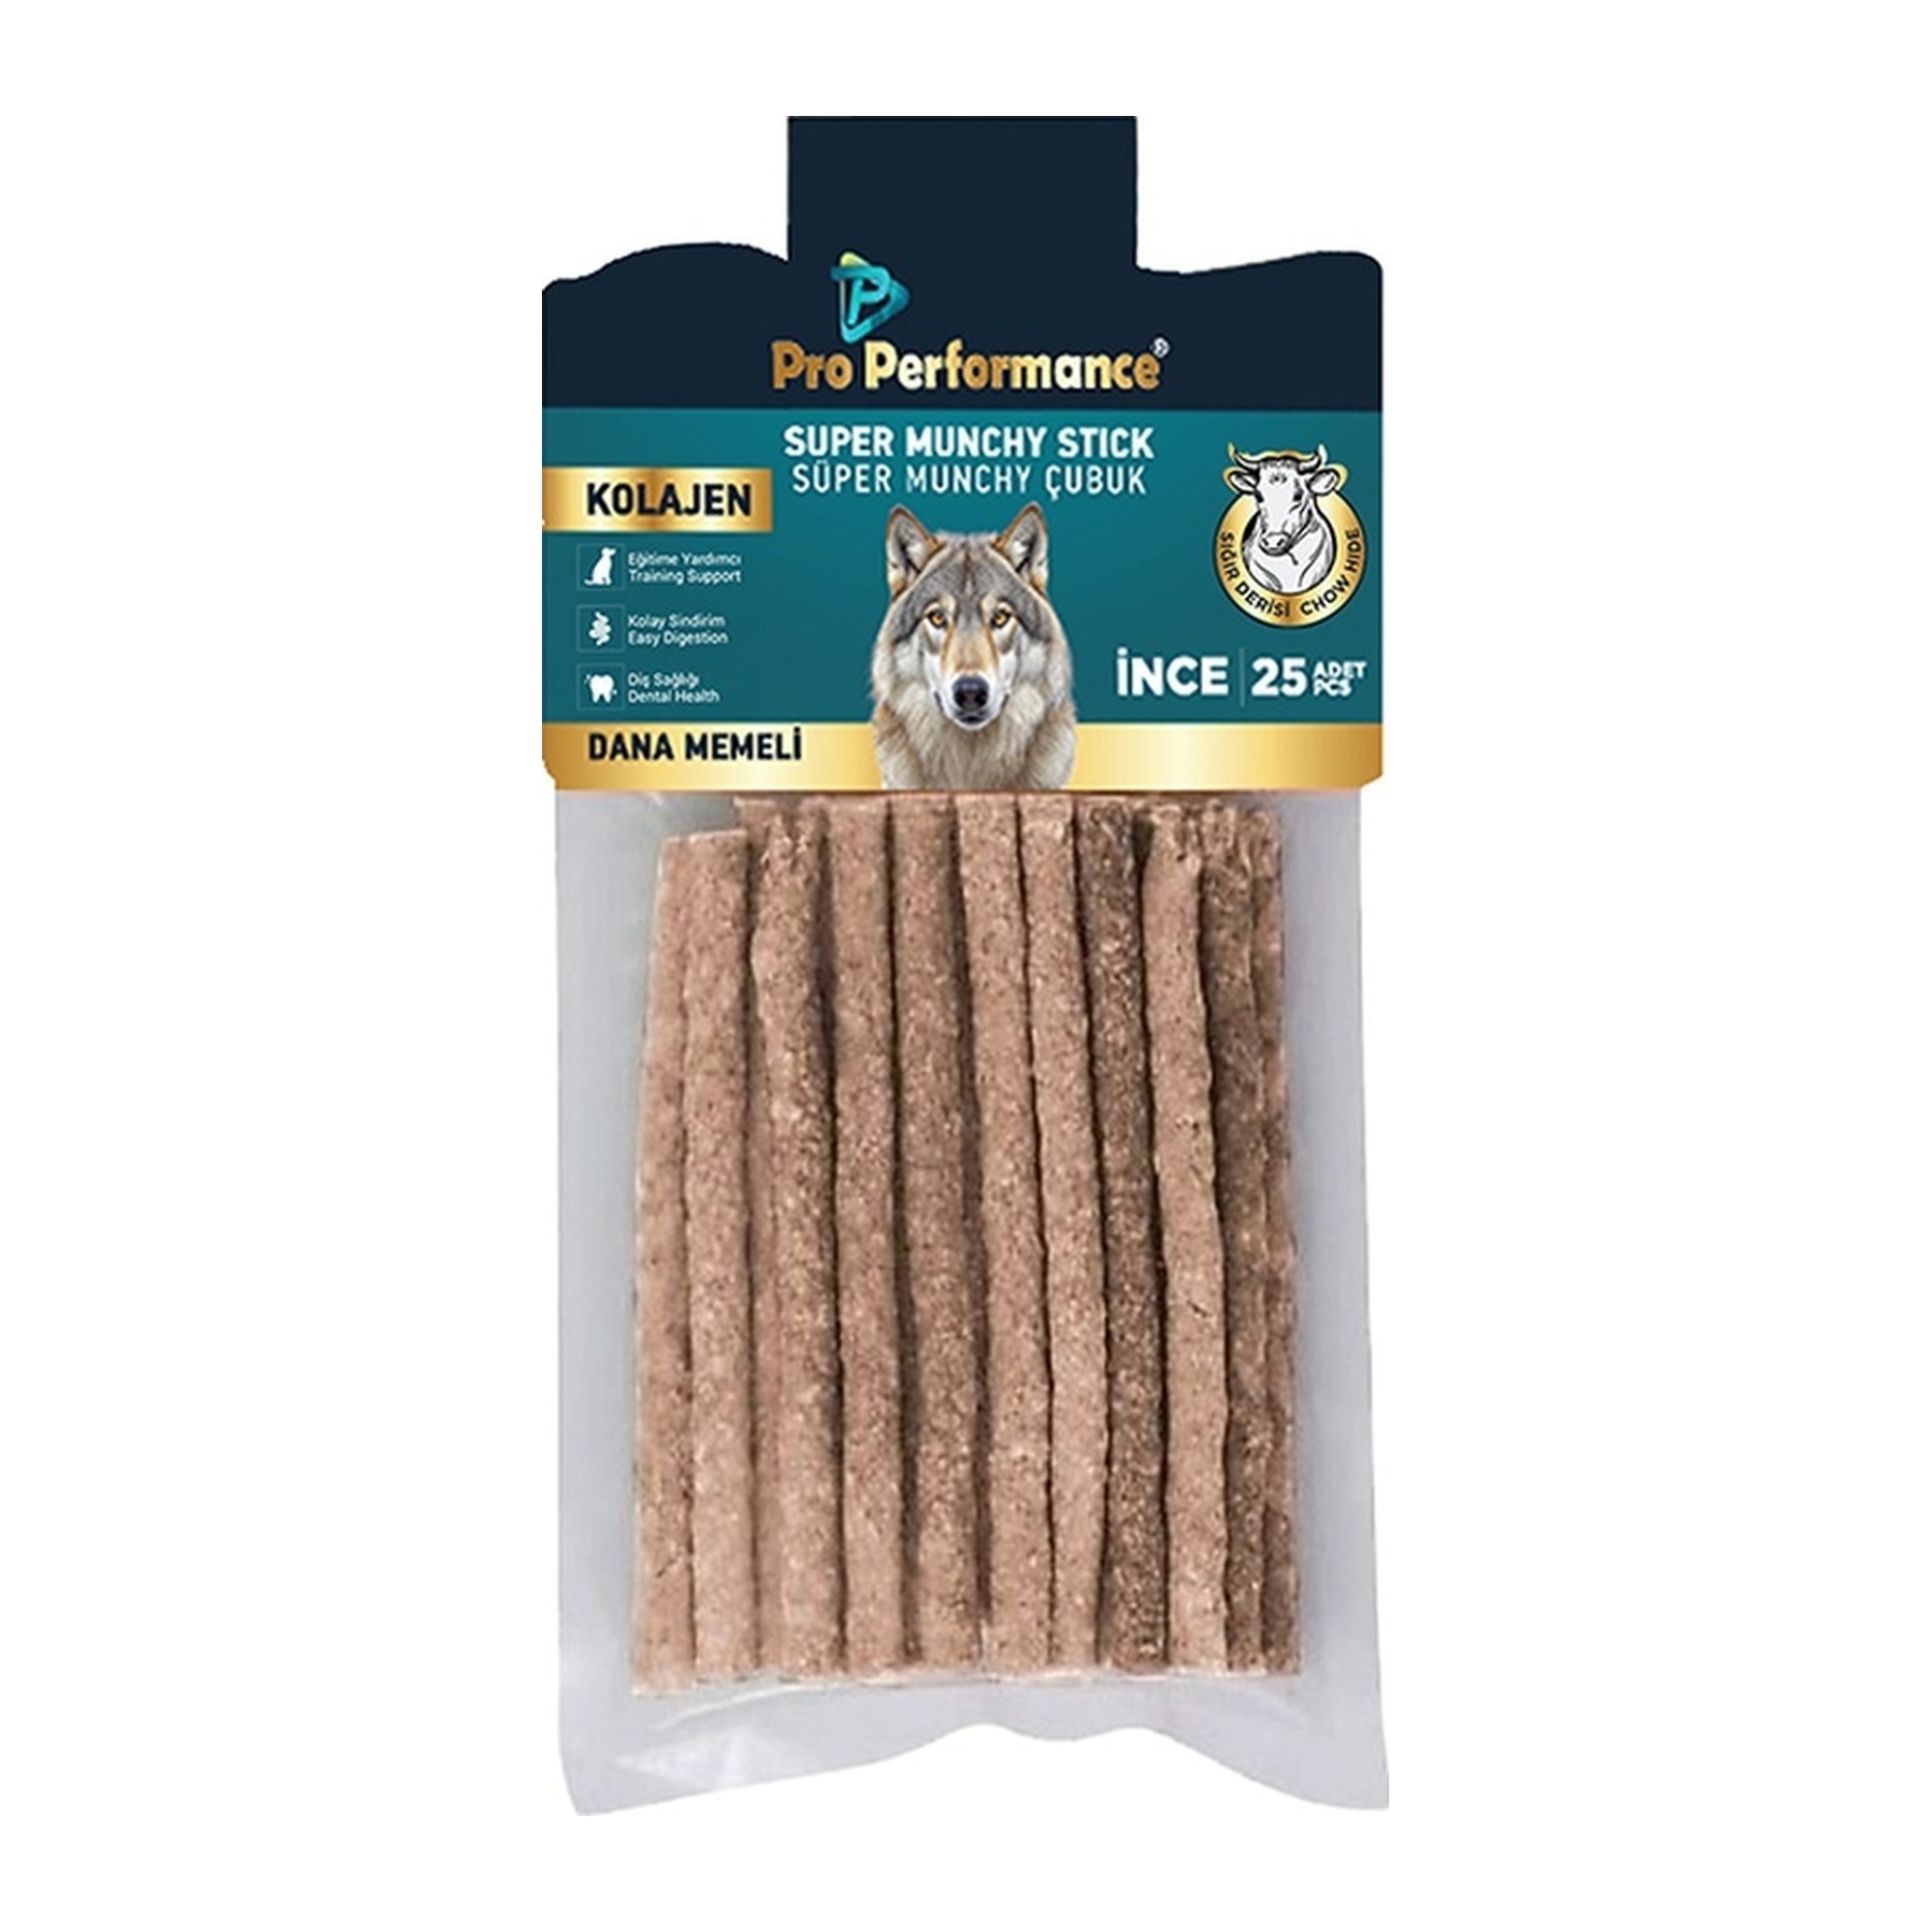 P
Pro Performance®
SUPER MUNCHY STICK
SÜPER MUNCHY ÇUBUK
KOLAJEN
Eğitime Yardımcı
Training Support
Kolay Sindirim
Easy Digestion
Diş Sağlığı
Dental Health
SIĞIR DERİSİ CHOW HIDE
İNCE 25 ADET
PCS
DANA MEMELİ